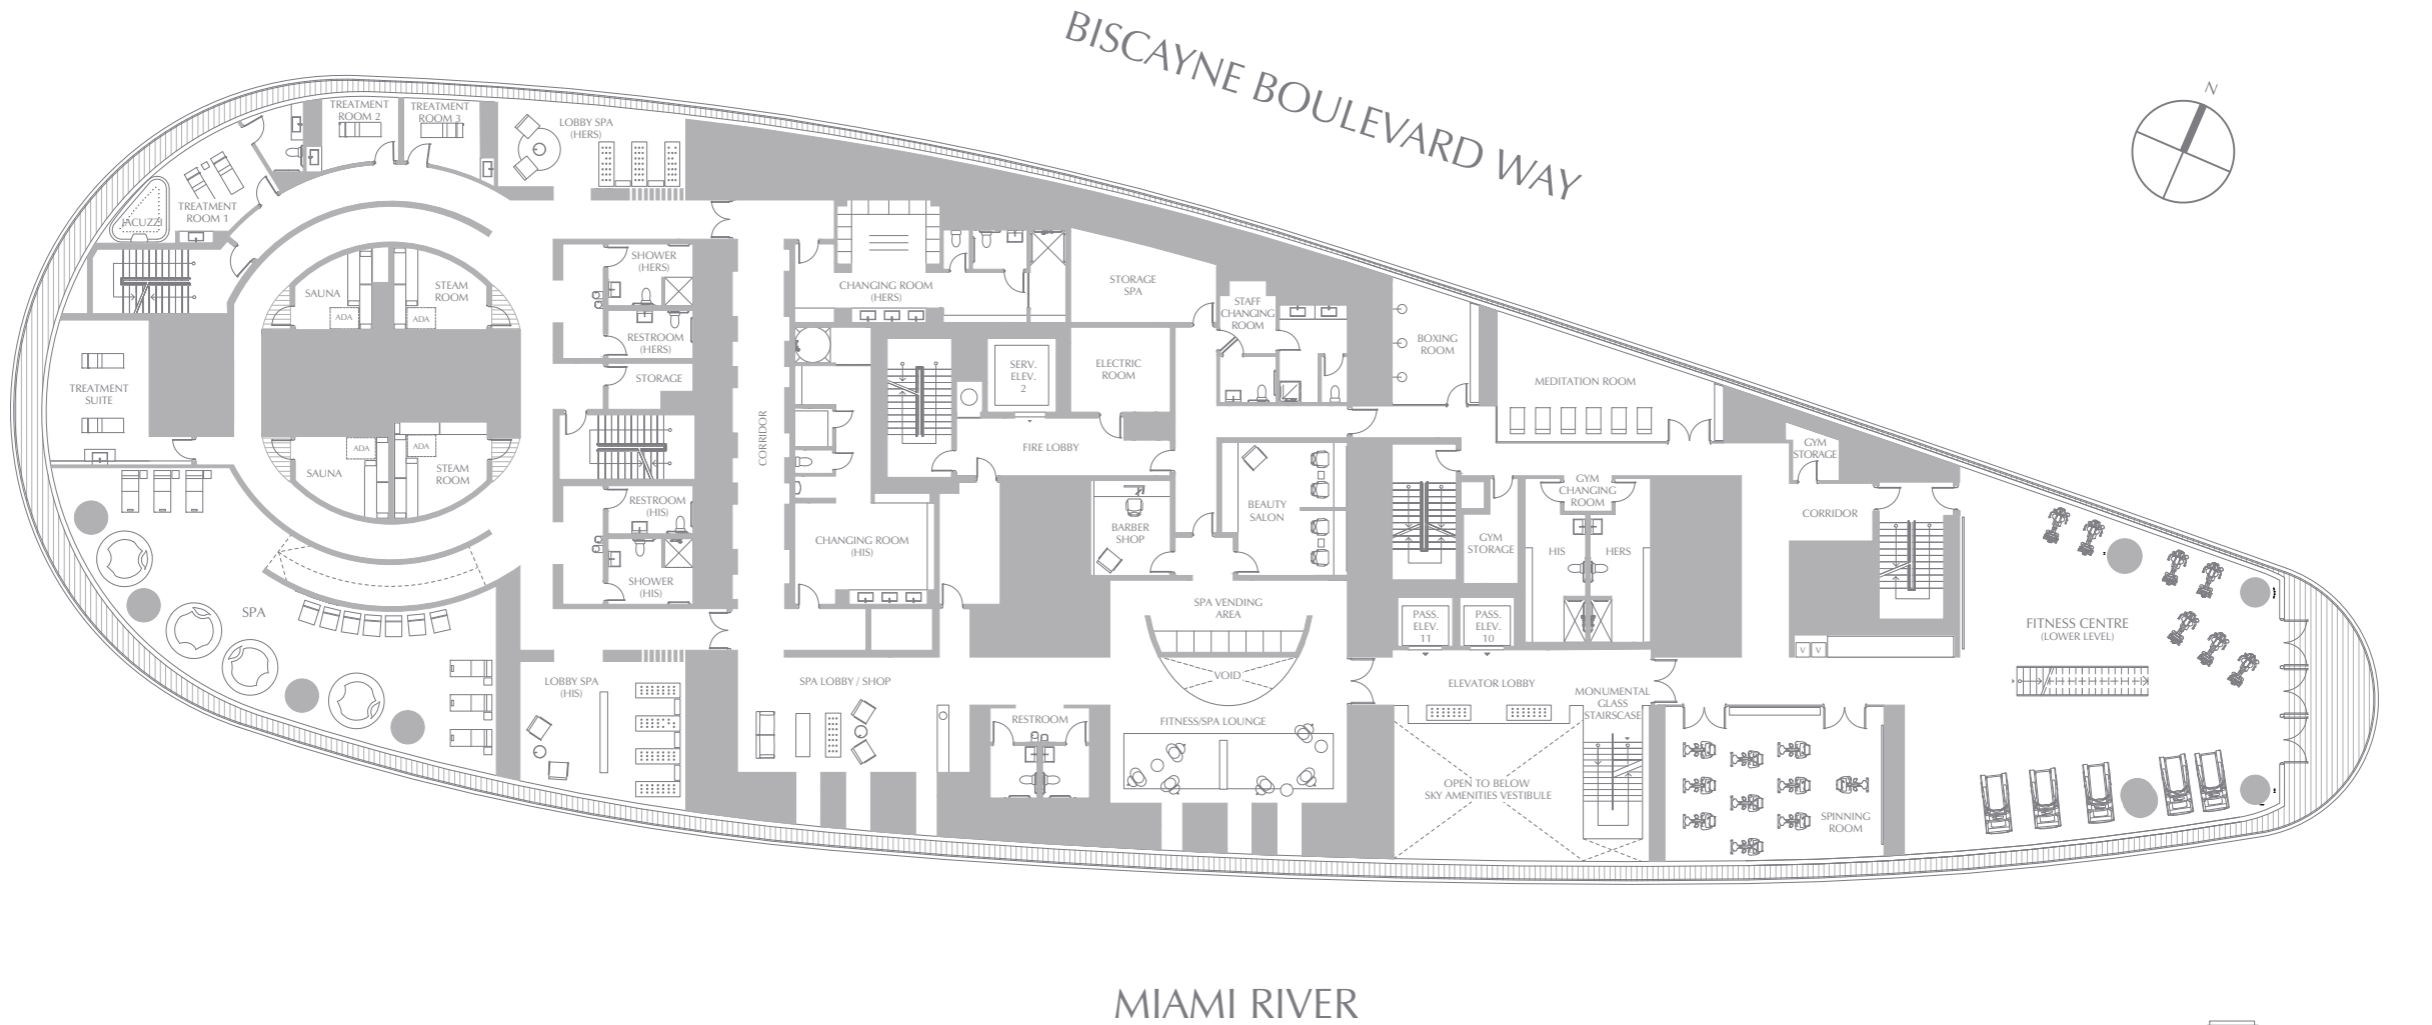 BISCAYNE BOULEVARD WAY
N
TREATMENT
ROOM 2
TREATMENT
ROOM 3
LOBBY SPA
(HERS)
JACUZZI
TREATMENT
ROOM 1
SAUNA
STEAM
ROOM
ADA
ADA
SHOWER
(HERS)
RESTROOM
(HERS)
STORAGE
TREATMENT
SUITE
ADA
ADA
SAUNA
STEAM
ROOM
RESTROOM
(HIS)
SHOWER
(HIS)
SPA
LOBBY SPA
(HIS)
CORRIDOR
CHANGING ROOM
(HERS)
STORAGE
SPA
STAFF
CHANGING
ROOM
SERV.
ELEV.
2
ELECTRIC
ROOM
FIRE LOBBY
CHANGING ROOM
(HIS)
BARBER
SHOP
BEAUTY
SALON
SPA VENDING
AREA
VOID
SPA LOBBY / SHOP
RESTROOM
FITNESS/SPA LOUNGE
BOXING
ROOM
MEDITATION ROOM
GYM
STORAGE
GYM
CHANGING
ROOM
HIS
HERS
GYM
STORAGE
CORRIDOR
PASS.
ELEV.
11
PASS.
ELEV.
10
ELEVATOR LOBBY
MONUMENTAL
GLASS
STAIRSCASE
OPEN TO BELOW
SKY AMENITIES VESTIBULE
V
V
SPINNING
ROOM
FITNESS CENTRE
(LOWER LEVEL)
MIAMI RIVER